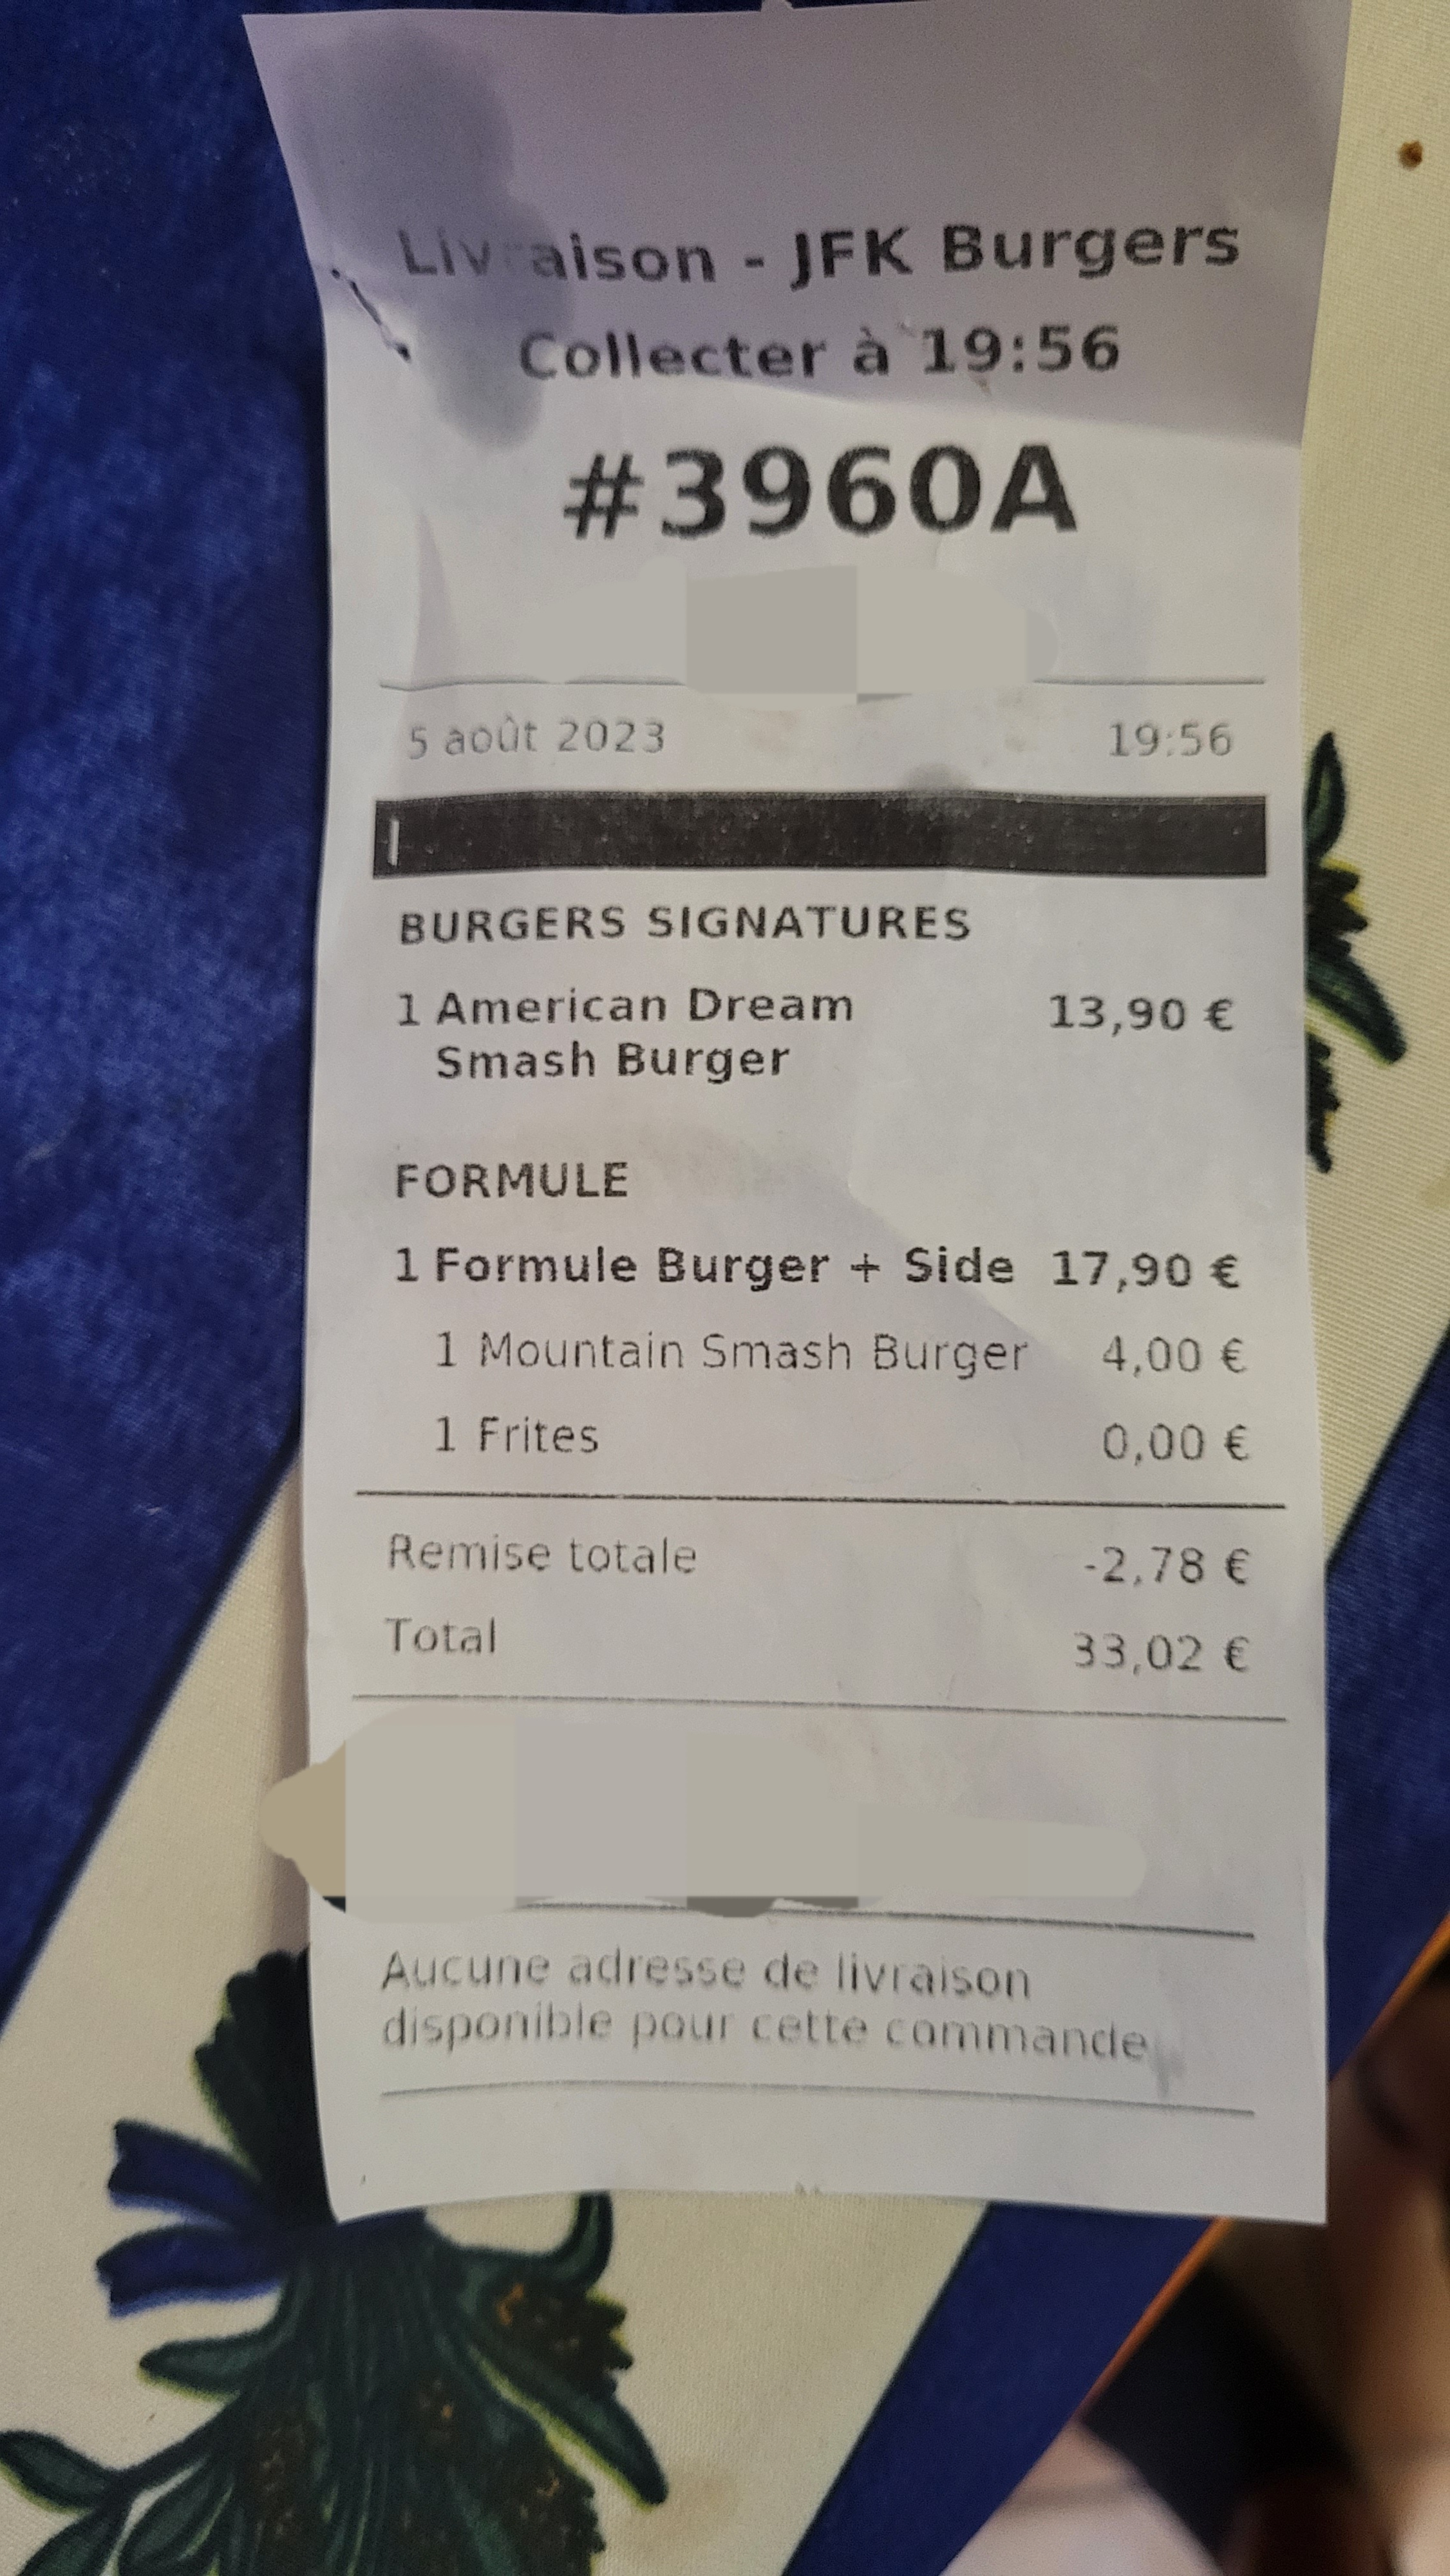 Livraison - JFK Burgers
Collecter à 19:56
#3960A
5 août 2023 19:56
BURGERS SIGNATURES
1 American Dream 13,90 €
Smash Burger
FORMULE
1 Formule Burger + Side 17,90 €
1 Mountain Smash Burger 4,00 €
1 Frites 0,00 €
Remise totale -2,78 €
Total 33,02 €
Aucune adresse de livraison
disponible pour cette commande